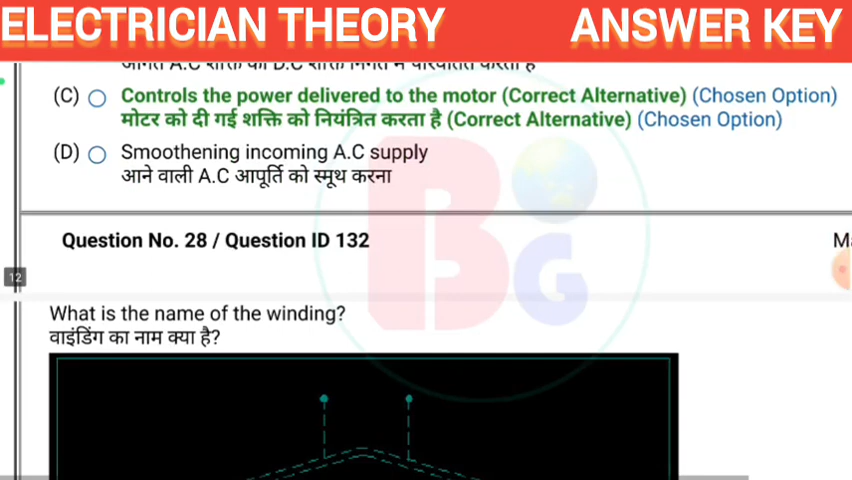 ELECTRICIAN THEORY ANSWER KEY
(C) Controls the power delivered to the motor (Correct Alternative) (Chosen Option)
मोटर को दी गई शक्ति को नियंत्रित करता है (Correct Alternative) (Chosen Option)
(D) Smoothening incoming A.C supply
आने वाली A.C आपूर्ति को स्मूथ करना
Question No. 28 / Question ID 132
12
What is the name of the winding?
वाइंडिंग का नाम क्या है?
B G